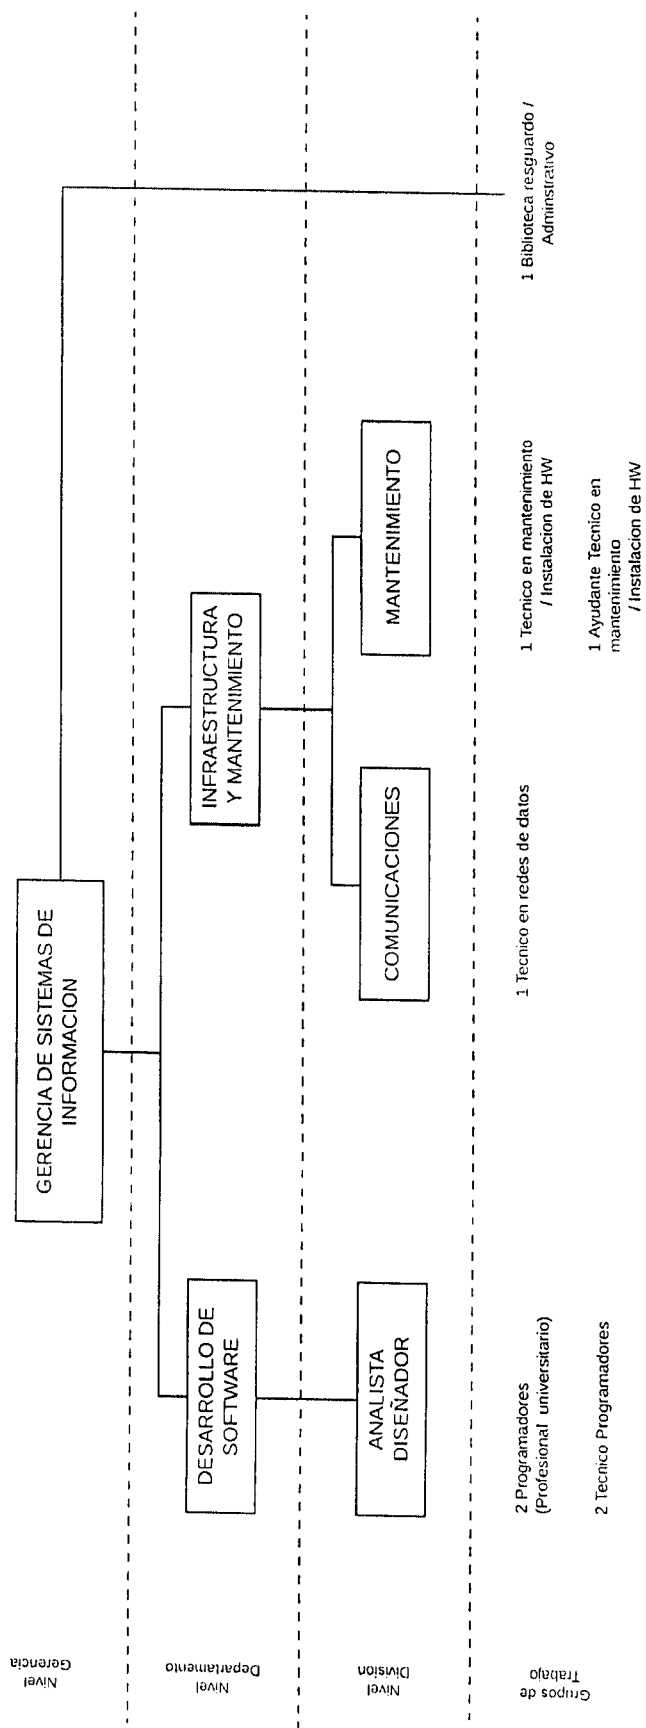 Nivel
Gerencia
GERENCIA DE SISTEMAS DE
INFORMACION
Nivel
Departamento
DESARROLLO DE
SOFTWARE
INFRAESTRUCTURA
Y MANTENIMIENTO
Nivel
Division
ANALISTA
DISEÑADOR
COMUNICACIONES
MANTENIMIENTO
Grupos de
Trabajo
2 Programadores
(Profesional universitario)
2 Tecnico Programadores
1 Tecnico en redes de datos
1 Tecnico en mantenimiento
/ Instalacion de HW
1 Ayudante Tecnico en
mantenimiento
/ Instalacion de HW
1 Biblioteca resguardo /
Adminstrativo